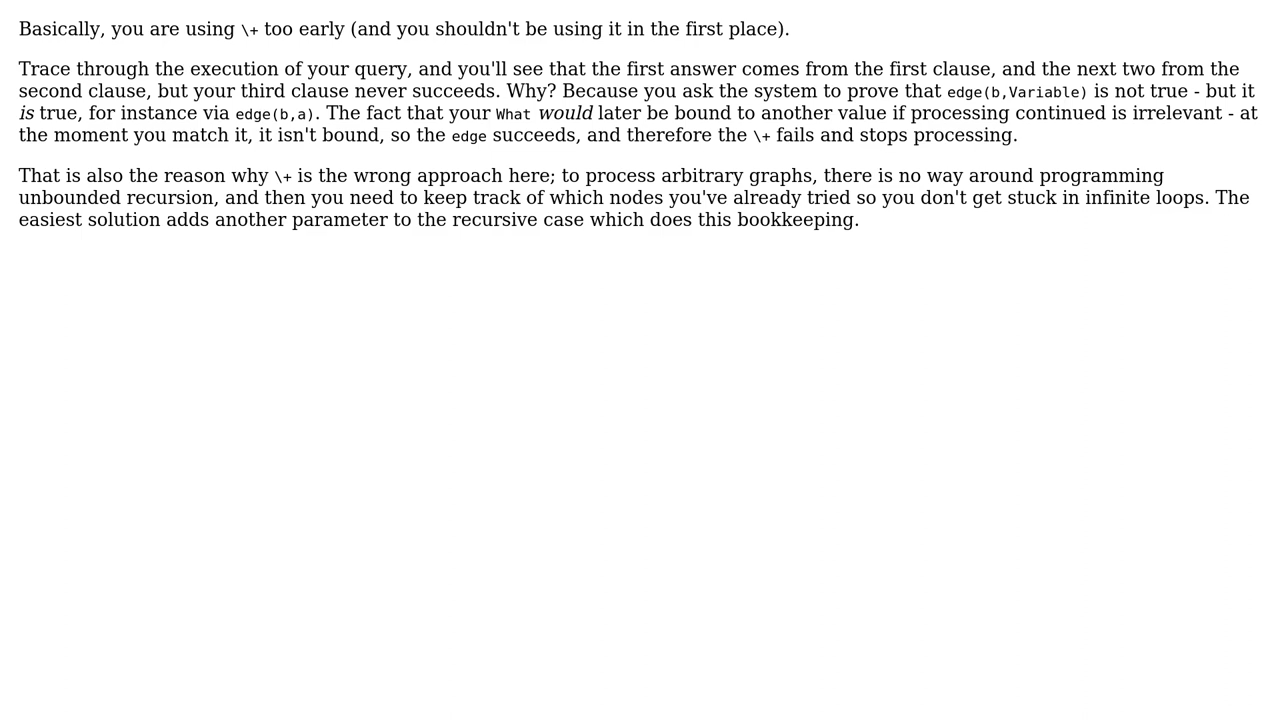 Basically, you are using \+ too early (and you shouldn't be using it in the first place).
Trace through the execution of your query, and you'll see that the first answer comes from the first clause, and the next two from the
second clause, but your third clause never succeeds. Why? Because you ask the system to prove that edge(b,Variable) is not true - but it
is true, for instance via edge(b,a). The fact that your What would later be bound to another value if processing continued is irrelevant - at
the moment you match it, it isn't bound, so the edge succeeds, and therefore the \+ fails and stops processing.
That is also the reason why \+ is the wrong approach here; to process arbitrary graphs, there is no way around programming
unbounded recursion, and then you need to keep track of which nodes you've already tried so you don't get stuck in infinite loops. The
easiest solution adds another parameter to the recursive case which does this bookkeeping.